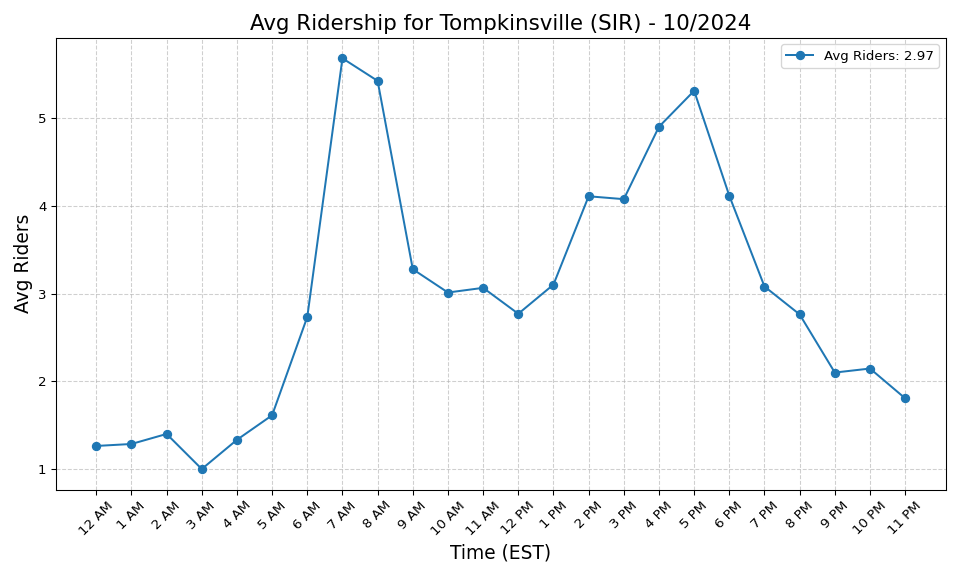 Avg Ridership for Tompkinsville (SIR) - 10/2024
Avg Riders: 2.97
Avg Riders
5
4
3
2
1
12 AM
1 AM
2 AM
3 AM
4 AM
5 AM
6 AM
7 AM
8 AM
9 AM
10 AM
11 AM
12 PM
1 PM
2 PM
3 PM
4 PM
5 PM
6 PM
7 PM
8 PM
9 PM
10 PM
11 PM
Time (EST)